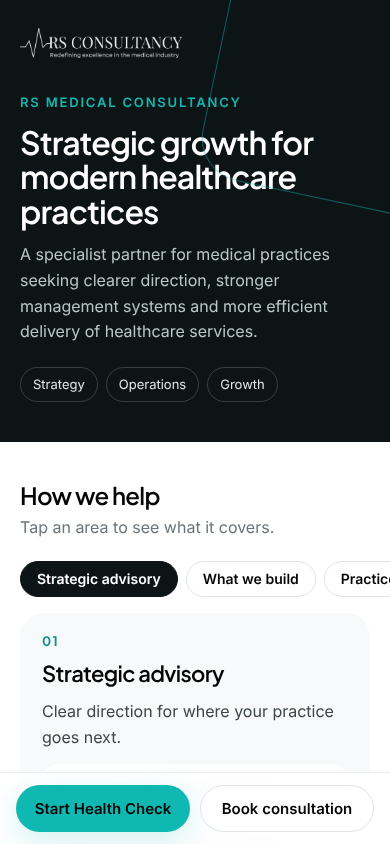 RS CONSULTANCY
Redefining excellence in the medical Industry
RS MEDICAL CONSULTANCY
Strategic growth for
modern healthcare
practices
A specialist partner for medical practices
seeking clearer direction, stronger
management systems and more efficient
delivery of healthcare services.
Strategy
Operations
Growth
How we help
Tap an area to see what it covers.
Strategic advisory
What we build
Practice
01
Strategic advisory
Clear direction for where your practice
goes next.
Start Health Check
Book consultation